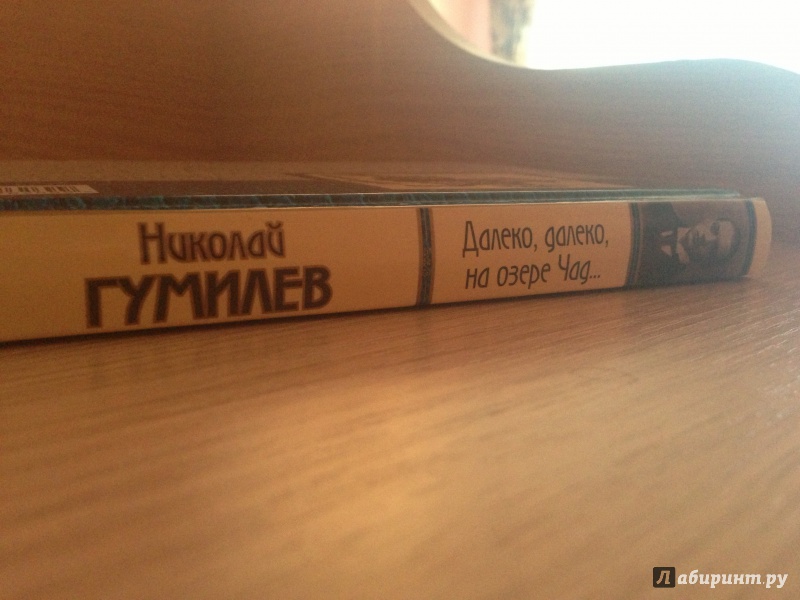 Николай
ГУМИЛЕВ
Далеко, далеко,
на озере Чад...
Лабиринт.ру